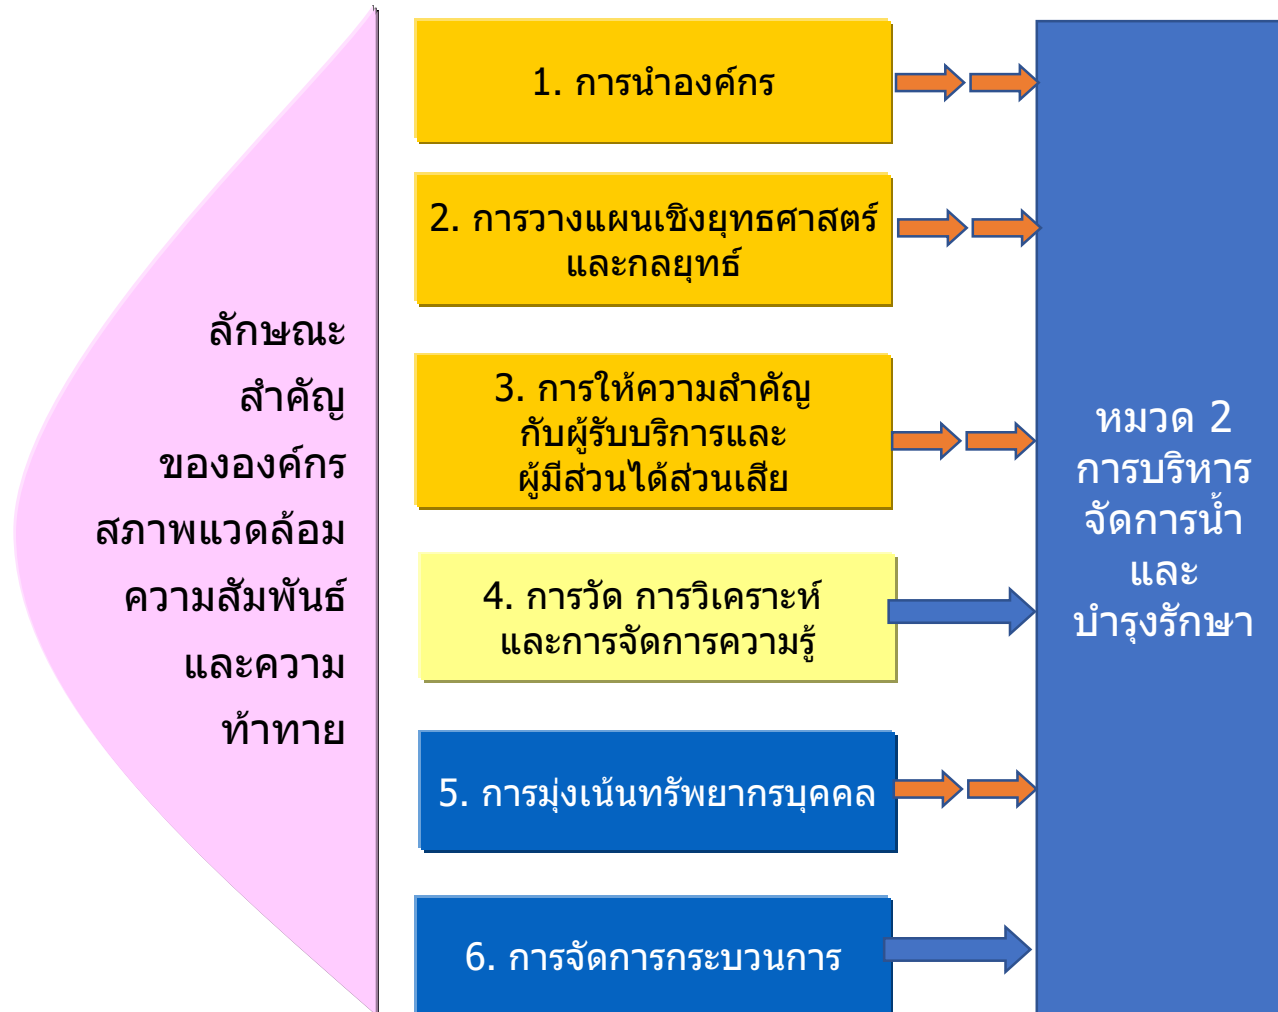 ลักษณะ
สำคัญ
ขององค์กร
สภาพแวดล้อม
ความสัมพันธ์
และความ
ท้าทาย
1. การนำองค์กร
2. การวางแผนเชิงยุทธศาสตร์
และกลยุทธ์
3. การให้ความสำคัญ
กับผู้รับบริการและ
ผู้มีส่วนได้ส่วนเสีย
4. การวัด การวิเคราะห์
และการจัดการความรู้
5. การมุ่งเน้นทรัพยากรบุคคล
6. การจัดการกระบวนการ
หมวด 2
การบริหาร
จัดการน้ำ
และ
บำรุงรักษา